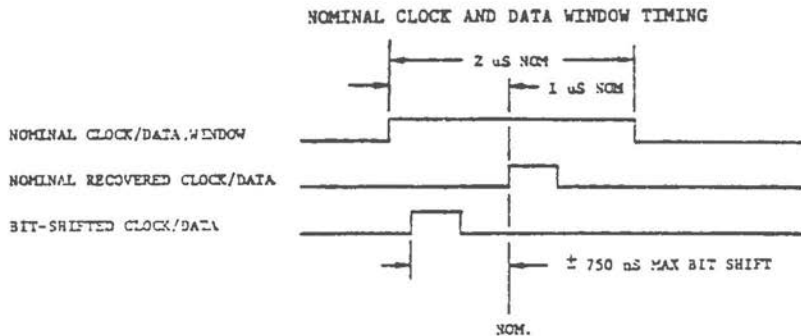 NOMINAL CLOCK AND DATA WINDOW TIMING
2 uS NOM
1 uS NOM
NOMINAL CLOCK/DATA WINDOW
NOMINAL RECOVERED CLOCK/DATA
BIT-SHIFTED CLOCK/DATA
± 750 nS MAX BIT SHIFT
NOM.